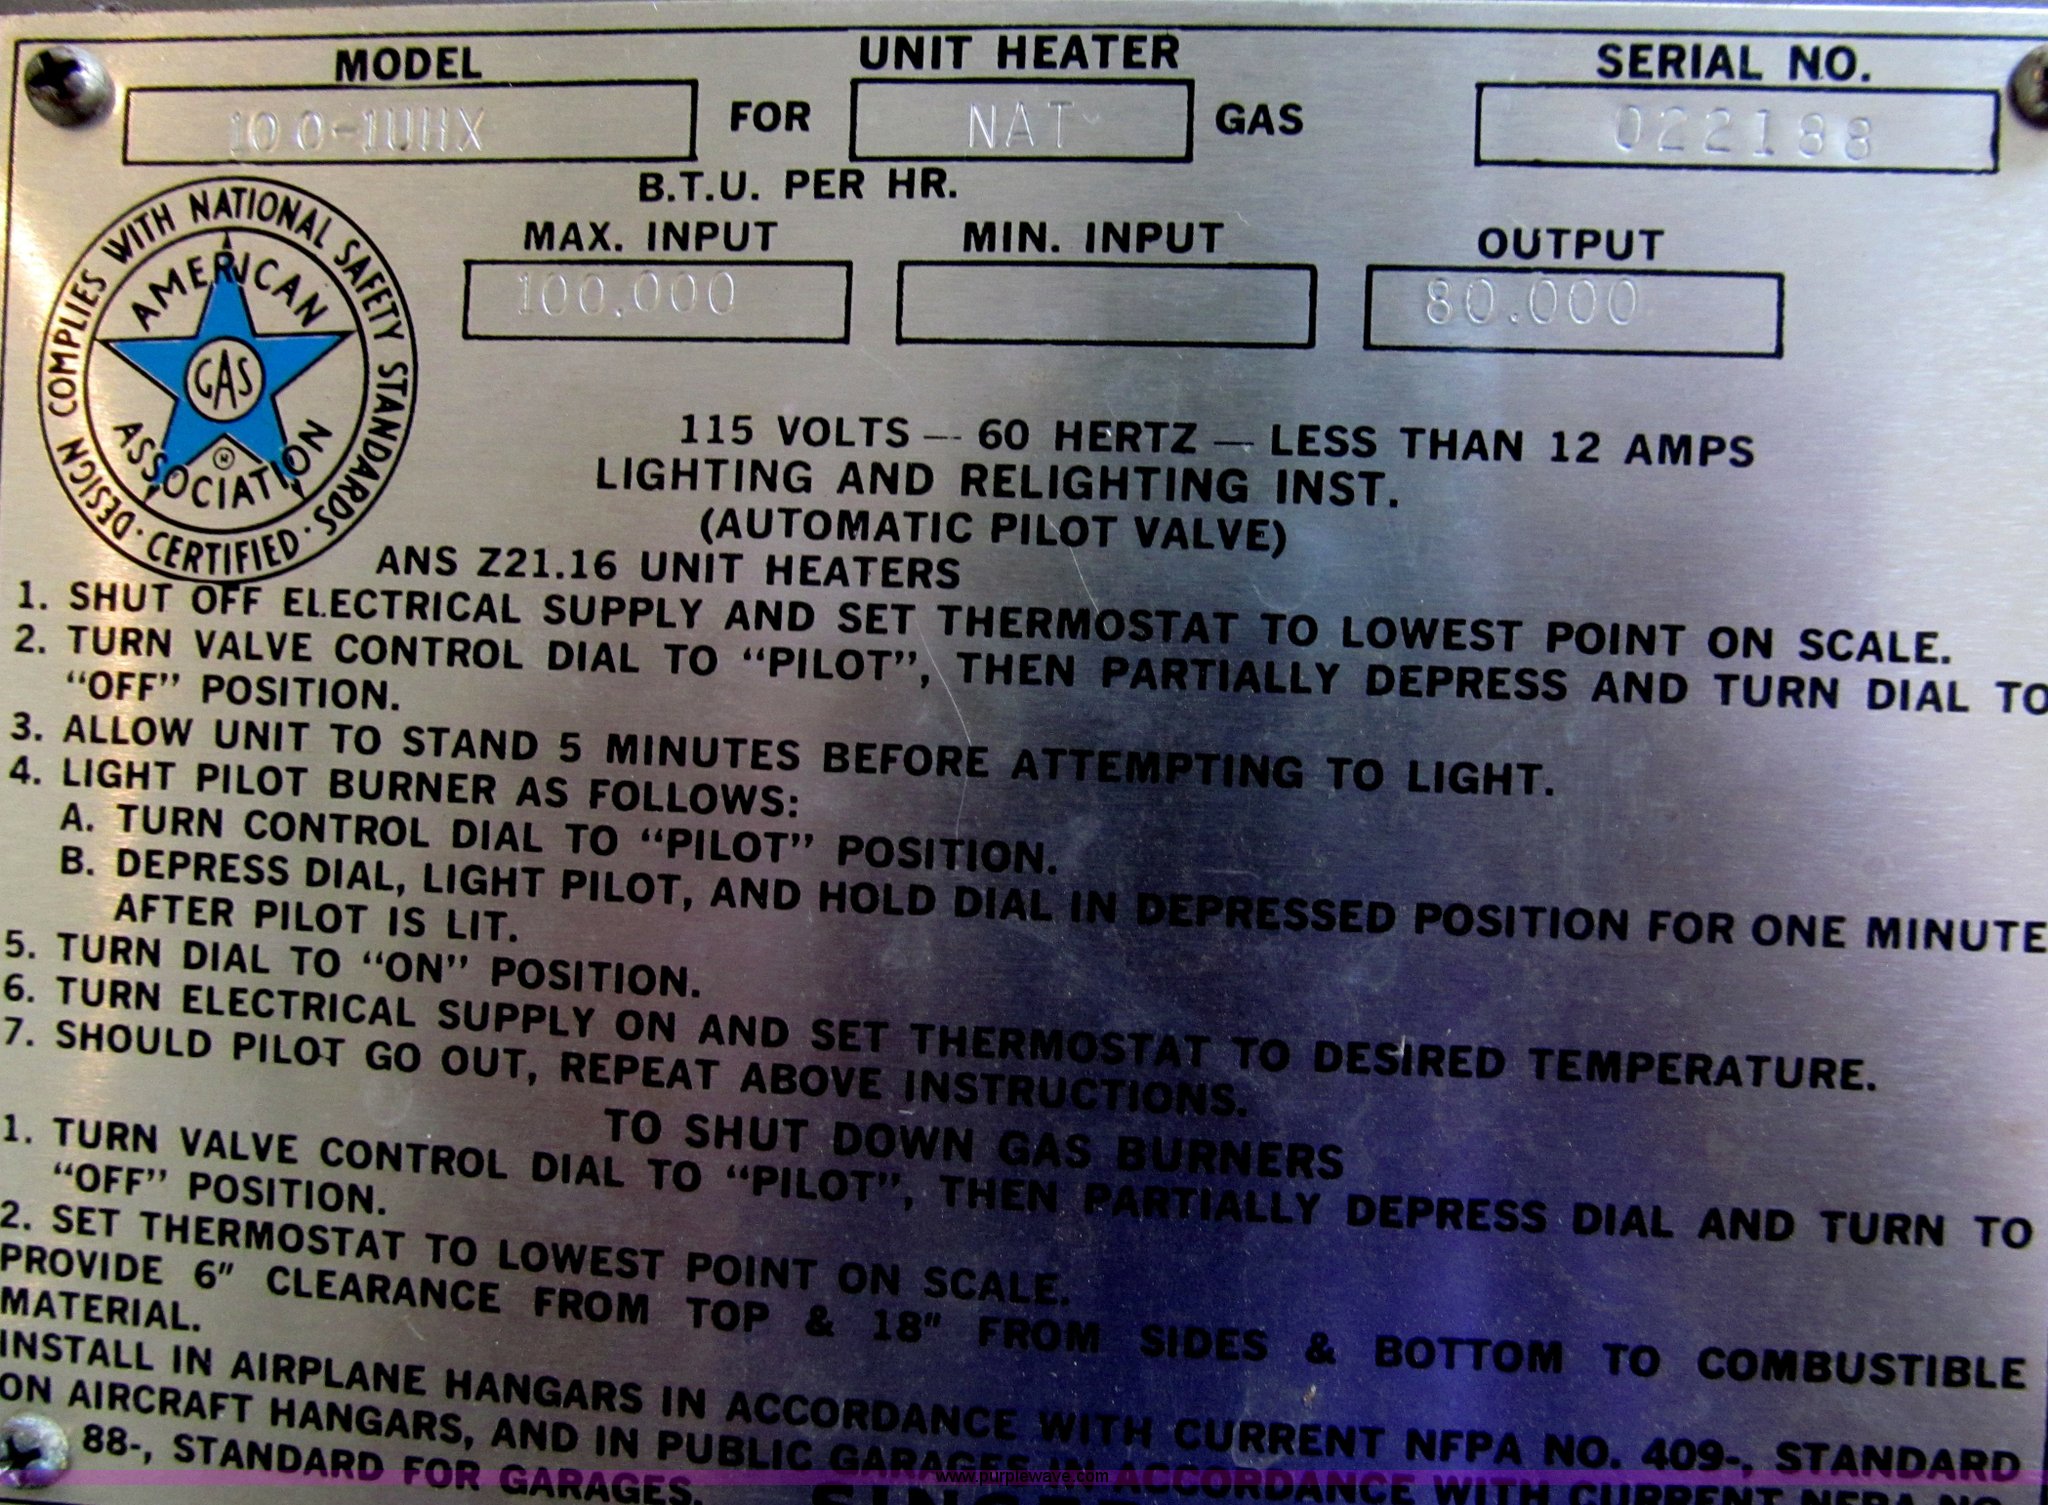 MODEL UNIT HEATER SERIAL NO.
100-1UHX FOR NAT GAS 022188
B.T.U. PER HR.
MAX. INPUT MIN. INPUT OUTPUT
100,000 80.000
DESIGN COMPLIES WITH NATIONAL SAFETY STANDARDS · CERTIFIED ·
AMERICAN
GAS
ASSOCIATION
115 VOLTS — 60 HERTZ — LESS THAN 12 AMPS
LIGHTING AND RELIGHTING INST.
(AUTOMATIC PILOT VALVE)
ANS Z21.16 UNIT HEATERS
1. SHUT OFF ELECTRICAL SUPPLY AND SET THERMOSTAT TO LOWEST POINT ON SCALE.
2. TURN VALVE CONTROL DIAL TO "PILOT", THEN PARTIALLY DEPRESS AND TURN DIAL TO
"OFF" POSITION.
3. ALLOW UNIT TO STAND 5 MINUTES BEFORE ATTEMPTING TO LIGHT.
4. LIGHT PILOT BURNER AS FOLLOWS:
A. TURN CONTROL DIAL TO "PILOT" POSITION.
B. DEPRESS DIAL, LIGHT PILOT, AND HOLD DIAL IN DEPRESSED POSITION FOR ONE MINUTE
AFTER PILOT IS LIT.
5. TURN DIAL TO "ON" POSITION.
6. TURN ELECTRICAL SUPPLY ON AND SET THERMOSTAT TO DESIRED TEMPERATURE.
7. SHOULD PILOT GO OUT, REPEAT ABOVE INSTRUCTIONS.
TO SHUT DOWN GAS BURNERS
1. TURN VALVE CONTROL DIAL TO "PILOT", THEN PARTIALLY DEPRESS DIAL AND TURN TO
"OFF" POSITION.
2. SET THERMOSTAT TO LOWEST POINT ON SCALE.
PROVIDE 6" CLEARANCE FROM TOP & 18" FROM SIDES & BOTTOM TO COMBUSTIBLE
MATERIAL.
INSTALL IN AIRPLANE HANGARS IN ACCORDANCE WITH CURRENT NFPA NO. 409-, STANDARD
ON AIRCRAFT HANGARS, AND IN PUBLIC GARAGES IN ACCORDANCE WITH CURRENT NFPA NO.
88-, STANDARD FOR GARAGES.
www.purplewave.com